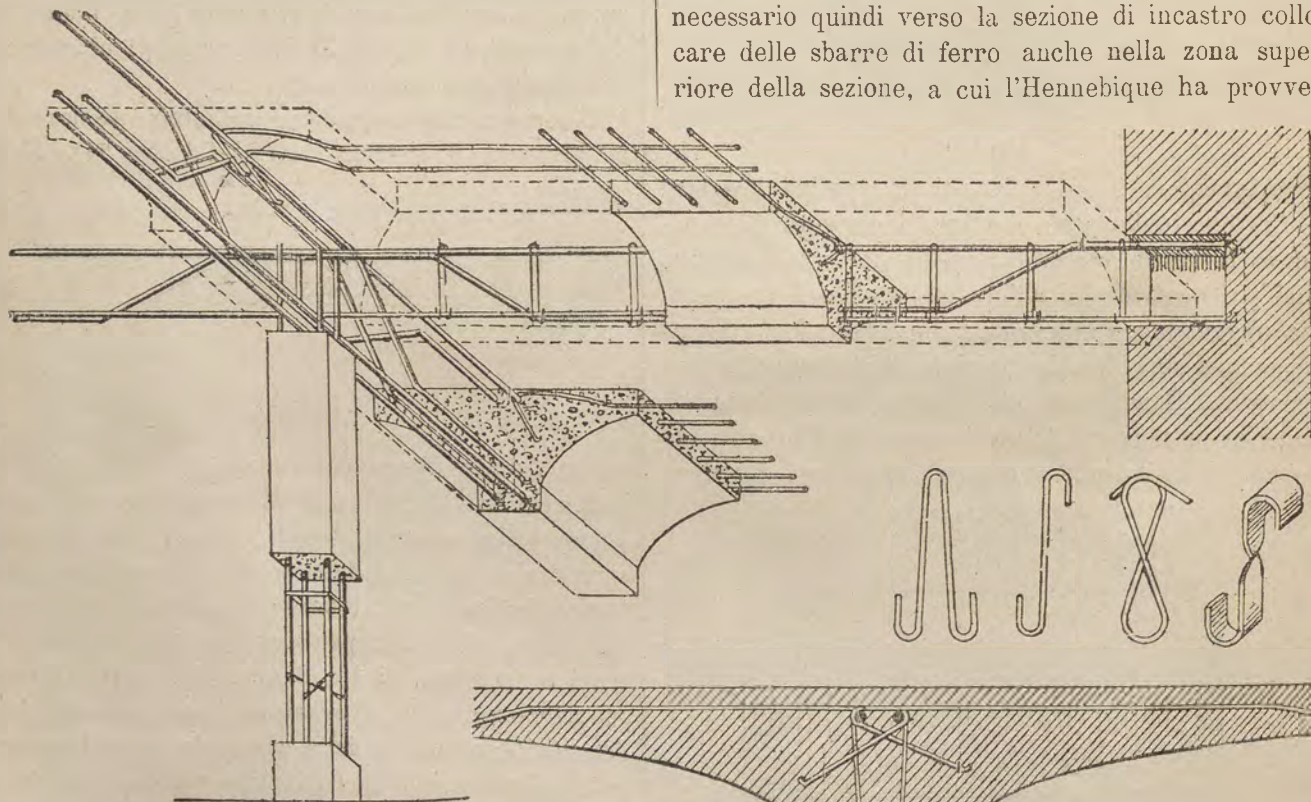 necessario quindi verso la sezione di incastro collo
care delle sbarre di ferro anche nella zona supe
riore della sezione, a cui l'Hennebique ha provve